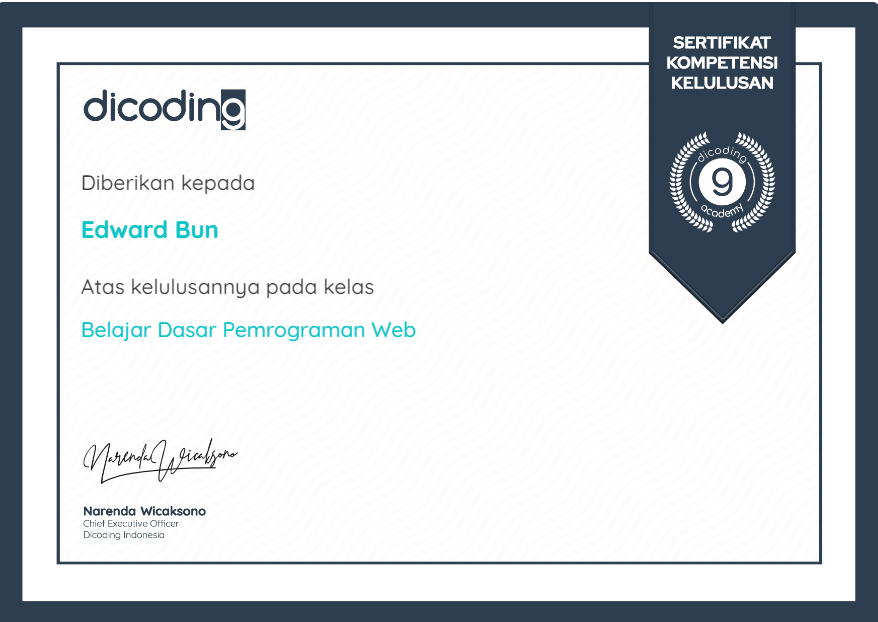 SERTIFIKAT
KOMPETENSI
KELULUSAN
dicoding
dicoding
9
academy
Diberikan kepada
Edward Bun
Atas kelulusannya pada kelas
Belajar Dasar Pemrograman Web
Narenda Wicaksono
Narenda Wicaksono
Chief Executive Officer
Dicoding Indonesia